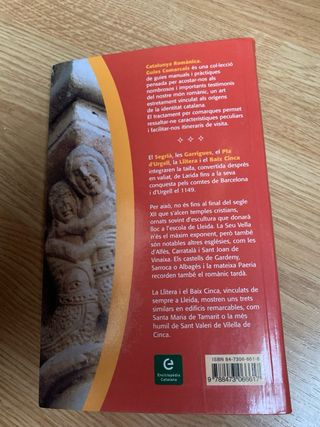 Catalunya Romànica.
Guies Comarcals és una col·lecció
de guies manuals i pràctiques
pensada per acostar-nos als
nombrosos i importants testimonis
del nostre món romànic, un art
estretament vinculat als orígens
de la identitat catalana.
El tractament per comarques permet
ressaltar-ne característiques peculiars
i facilitar-nos itineraris de visita.
El Segrià, les Garrigues, el Pla
d'Urgell, la Llitera i el Baix Cinca
integraren la taifa, convertida després
en valiat, de Larida fins a la seva
conquesta pels comtes de Barcelona
i d'Urgell el 1149.
Per això, no és fins al final del segle
XII que s'alcen temples cristians,
ornats sovint d'escultura que donarà
lloc a l'escola de Lleida. La Seu Vella
n'és el màxim exponent, però també
són notables altres esglésies, com les
d'Alfés, Carratalà i Sant Joan de
Vinaixa. Els castells de Gardeny,
Sarroca o Albagés i la mateixa Paeria
recorden també el romànic tardà.
La Llitera i el Baix Cinca, vinculats
de sempre a Lleida, mostren uns trets
similars en edificis remarcables, com
Santa Maria de Tamarit o la més
humil de Sant Valeri de Vilella de
Cinca.
Enciclopèdia
Catalana
ISBN 84-7306-661-0
9 788473 066617